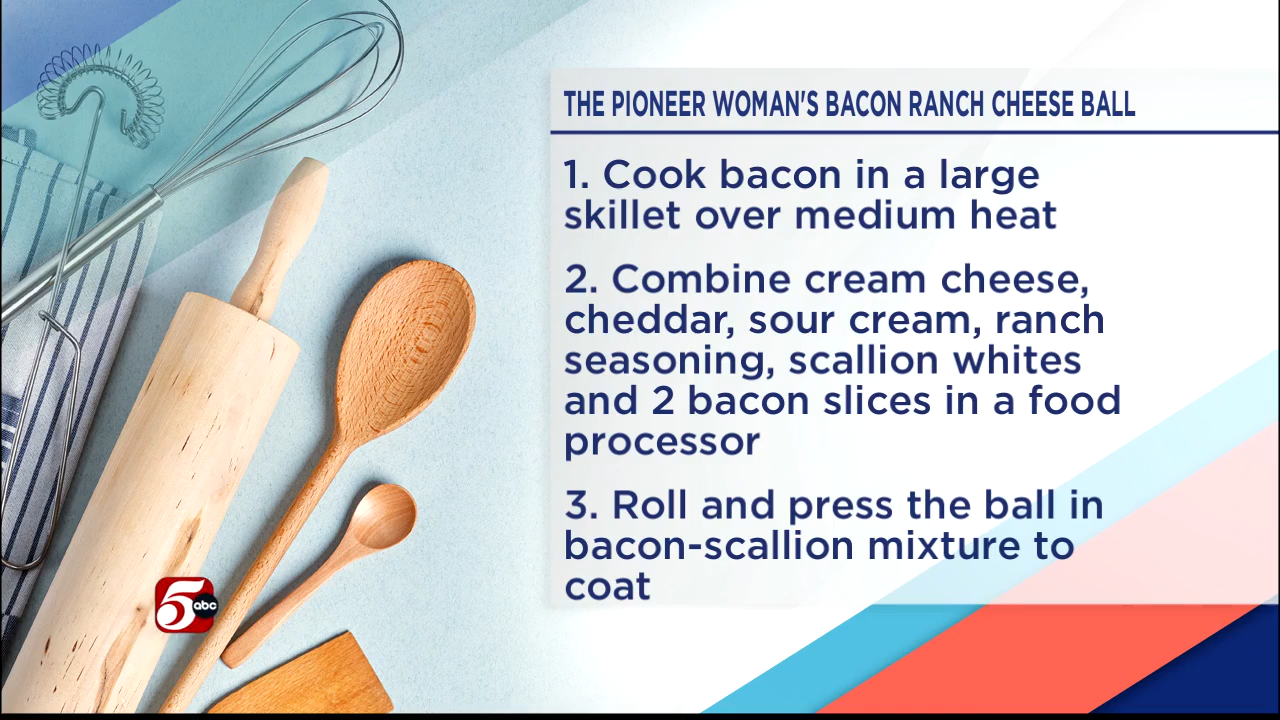 THE PIONEER WOMAN'S BACON RANCH CHEESE BALL
1. Cook bacon in a large
skillet over medium heat
2. Combine cream cheese,
cheddar, sour cream, ranch
seasoning, scallion whites
and 2 bacon slices in a food
processor
3. Roll and press the ball in
bacon-scallion mixture to
coat
5 abc